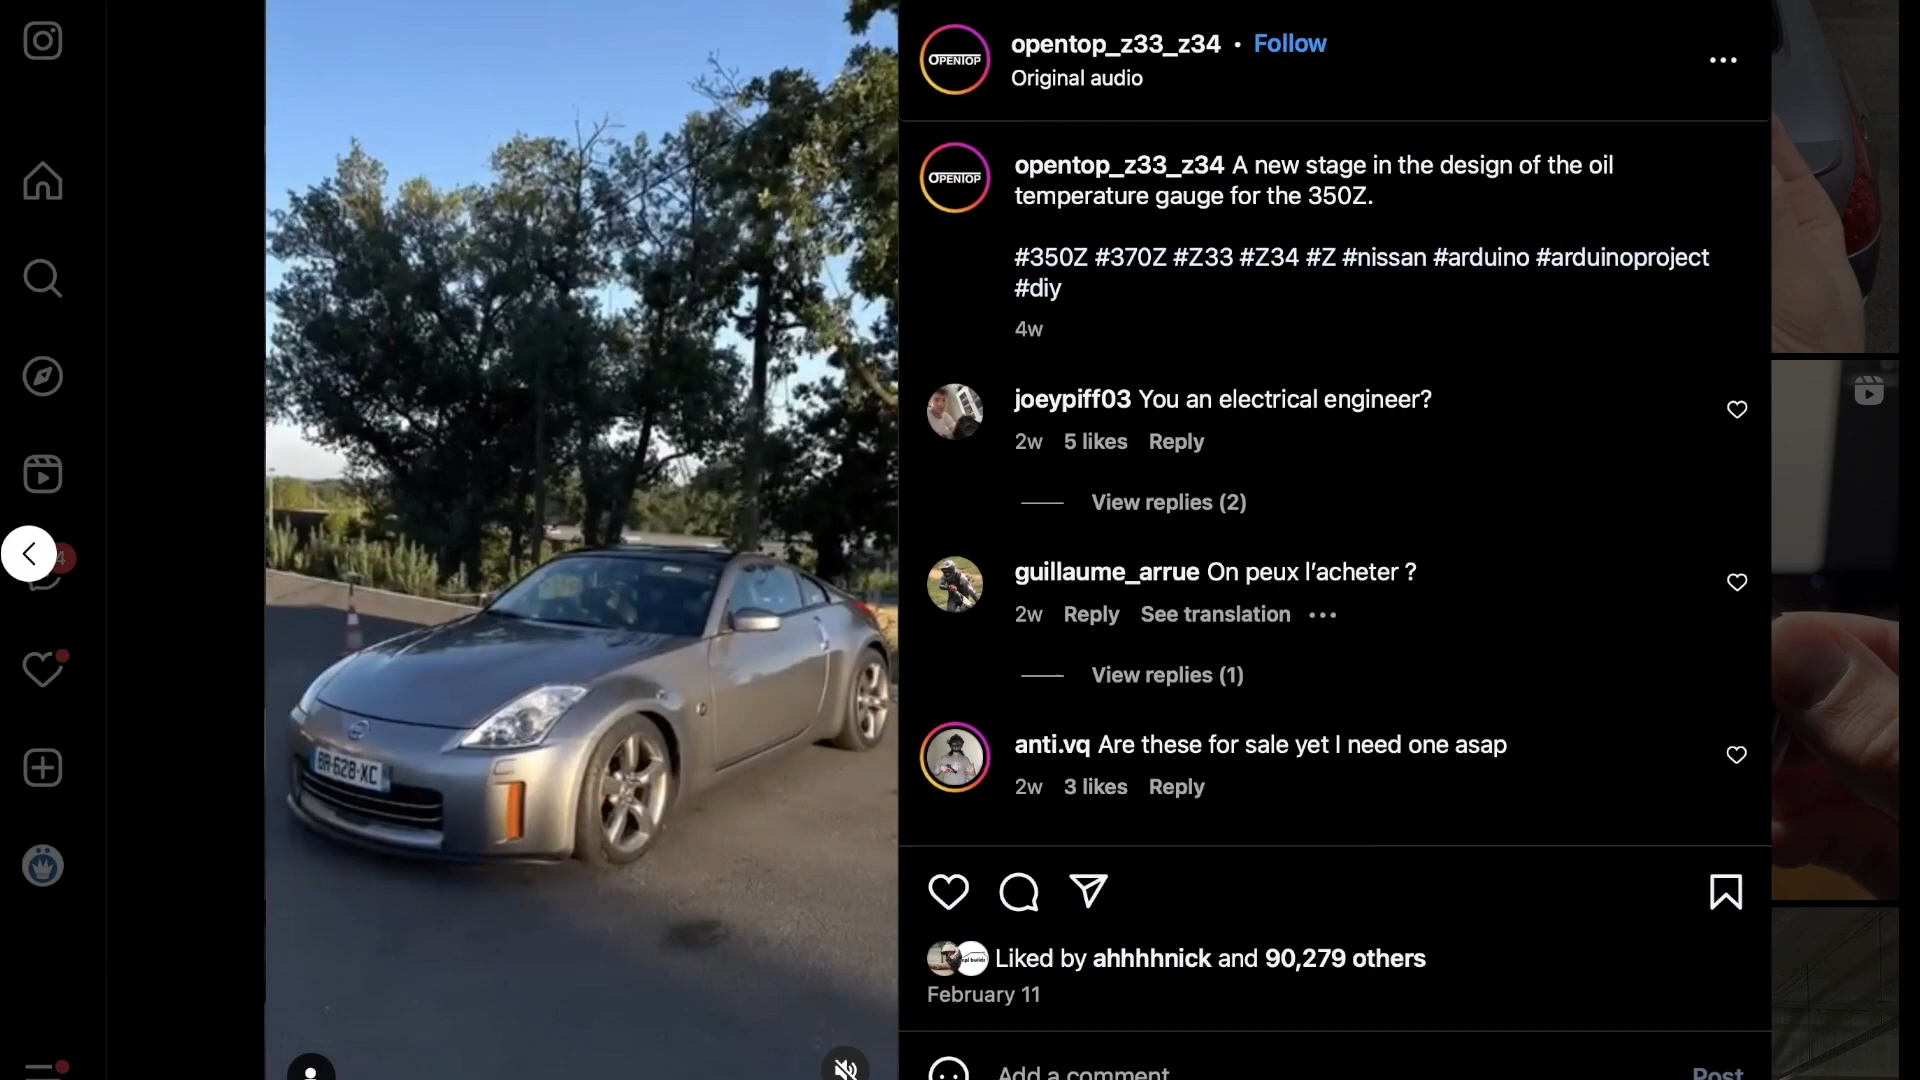 OPENTOP
opentop_z33_z34 • Follow
Original audio
OPENTOP
opentop_z33_z34 A new stage in the design of the oil
temperature gauge for the 350Z.
#350Z #370Z #Z33 #Z34 #Z #nissan #arduino #arduinoproject
#diy
4w
joeypiff03 You an electrical engineer?
2w 5 likes Reply
View replies (2)
guillaume_arrue On peux l’acheter ?
2w Reply See translation •••
View replies (1)
anti.vq Are these for sale yet I need one asap
2w 3 likes Reply
Liked by ahhhhnick and 90,279 others
February 11
Add a comment
Post
4
BR-628-XC